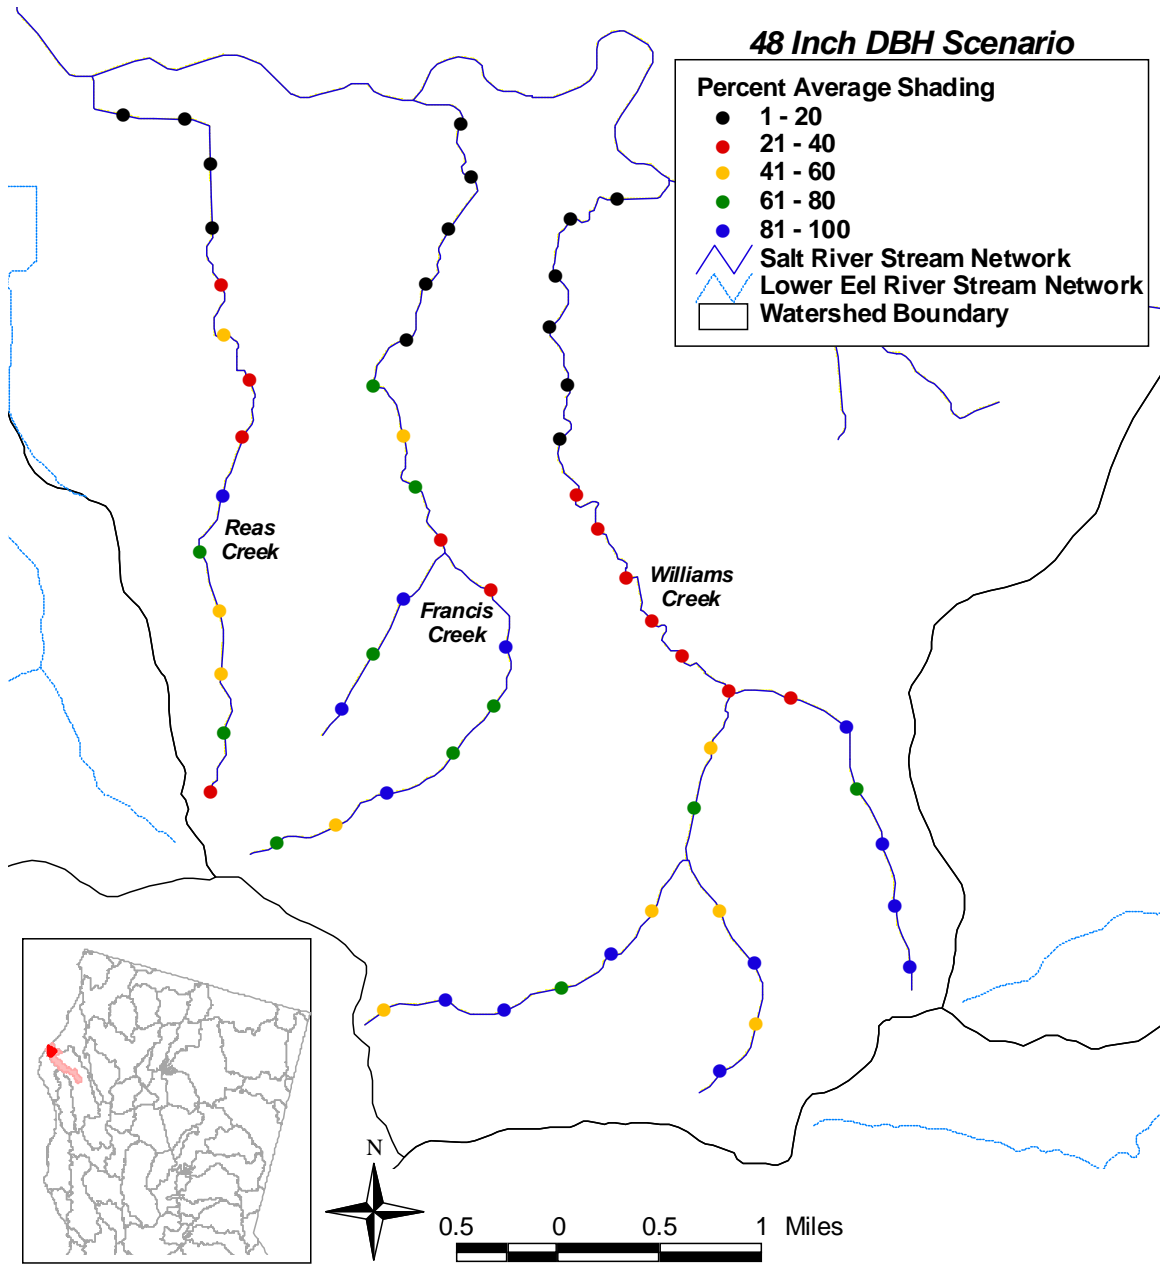 48 Inch DBH Scenario
Percent Average Shading
1 - 20
21 - 40
41 - 60
61 - 80
81 - 100
Salt River Stream Network
Lower Eel River Stream Network
Watershed Boundary
Reas
Creek
Francis
Creek
Williams
Creek
N
0.5 0 0.5 1 Miles